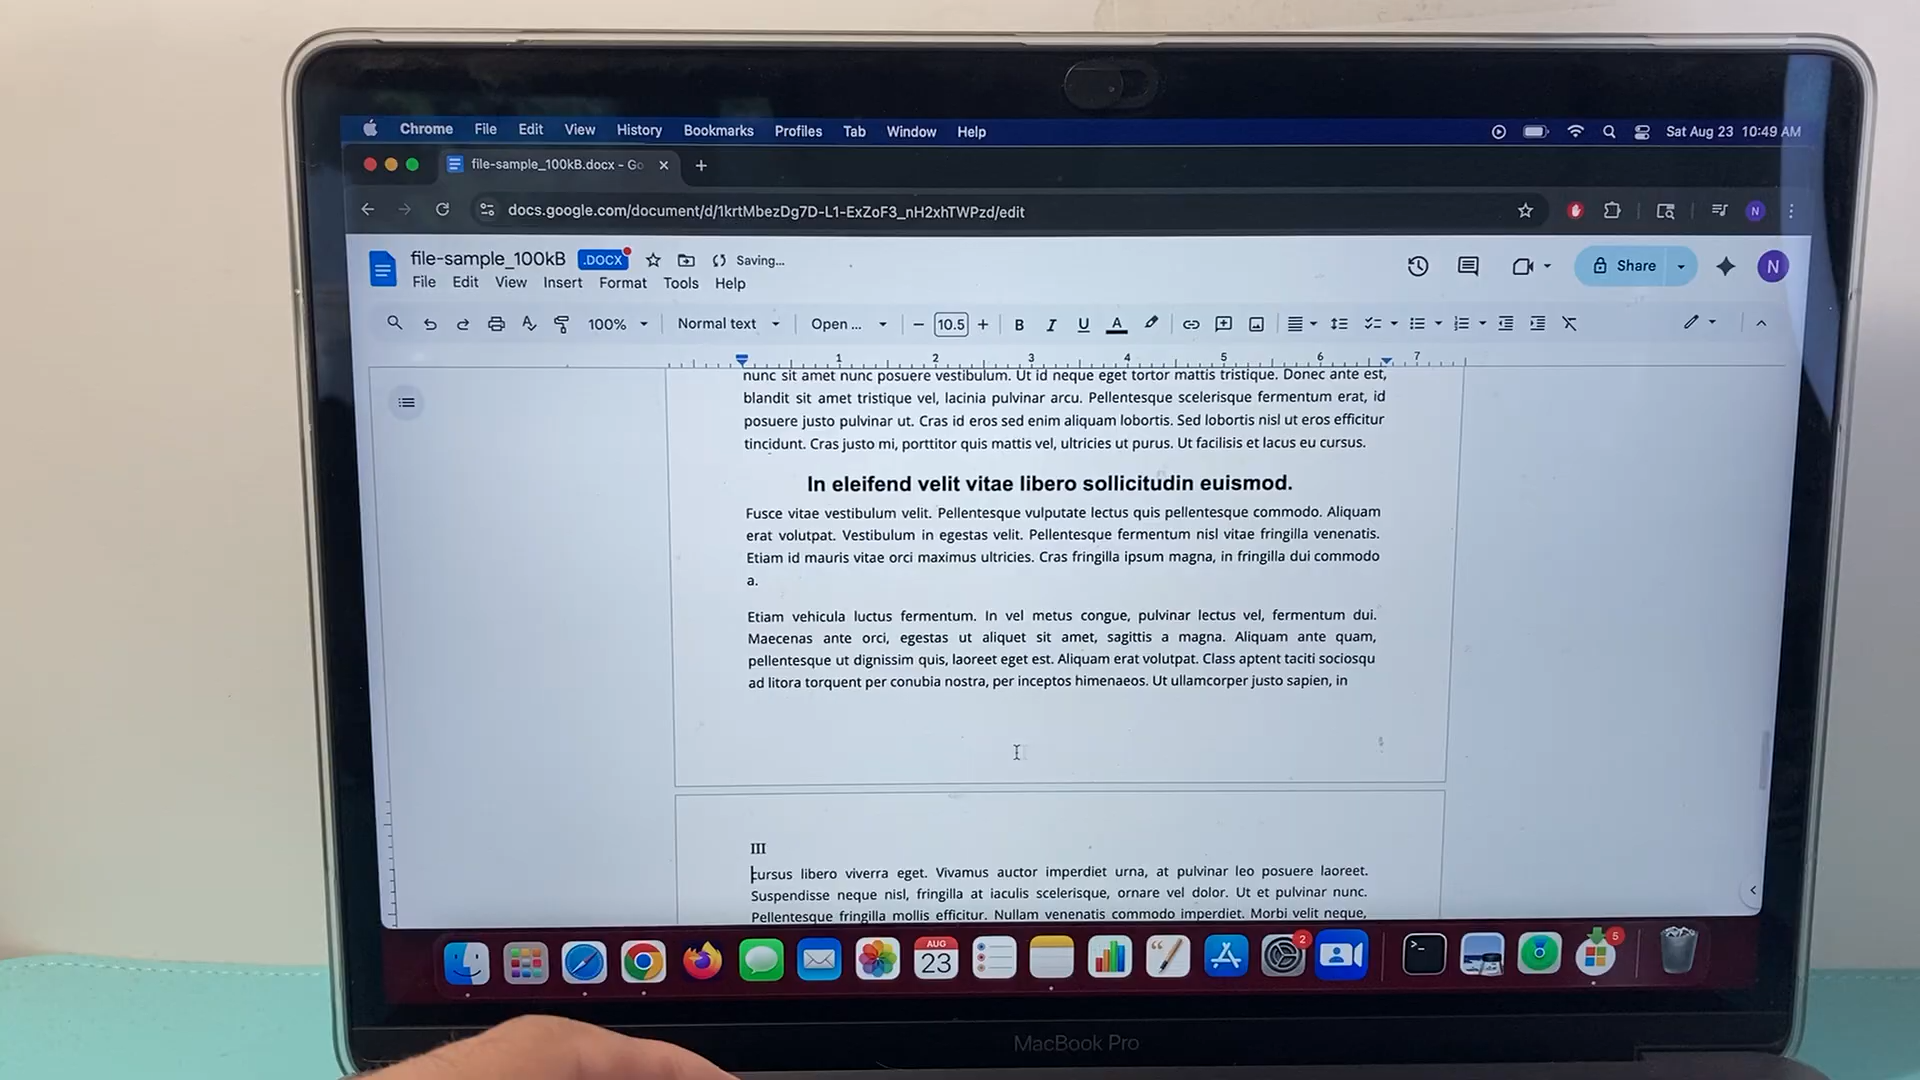 Chrome File Edit View History Bookmarks Profiles Tab Window Help Sat Aug 23 10:49 AM
file-sample_100kB.docx - Go
docs.google.com/document/d/1krtMbezDg7D-L1-ExZoF3_nH2xhTWPzd/edit N
file-sample_100kB .DOCX Saving... Share N
File Edit View Insert Format Tools Help
100% Normal text Open ... 10.5 B I U A
1 2 3 4 5 6 7
nunc sit amet nunc posuere vestibulum. Ut id neque eget tortor mattis tristique. Donec ante est,
blandit sit amet tristique vel, lacinia pulvinar arcu. Pellentesque scelerisque fermentum erat, id
posuere justo pulvinar ut. Cras id eros sed enim aliquam lobortis. Sed lobortis nisl ut eros efficitur
tincidunt. Cras justo mi, porttitor quis mattis vel, ultricies ut purus. Ut facilisis et lacus eu cursus.
In eleifend velit vitae libero sollicitudin euismod.
Fusce vitae vestibulum velit. Pellentesque vulputate lectus quis pellentesque commodo. Aliquam
erat volutpat. Vestibulum in egestas velit. Pellentesque fermentum nisl vitae fringilla venenatis.
Etiam id mauris vitae orci maximus ultricies. Cras fringilla ipsum magna, in fringilla dui commodo
a.
Etiam vehicula luctus fermentum. In vel metus congue, pulvinar lectus vel, fermentum dui.
Maecenas ante orci, egestas ut aliquet sit amet, sagittis a magna. Aliquam ante quam,
pellentesque ut dignissim quis, laoreet eget est. Aliquam erat volutpat. Class aptent taciti sociosqu
ad litora torquent per conubia nostra, per inceptos himenaeos. Ut ullamcorper justo sapien, in
III
cursus libero viverra eget. Vivamus auctor imperdiet urna, at pulvinar leo posuere laoreet.
Suspendisse neque nisl, fringilla at iaculis scelerisque, ornare vel dolor. Ut et pulvinar nunc.
Pellentesque fringilla mollis efficitur. Nullam venenatis commodo imperdiet. Morbi velit neque,
AUG
23
2
5
MacBook Pro